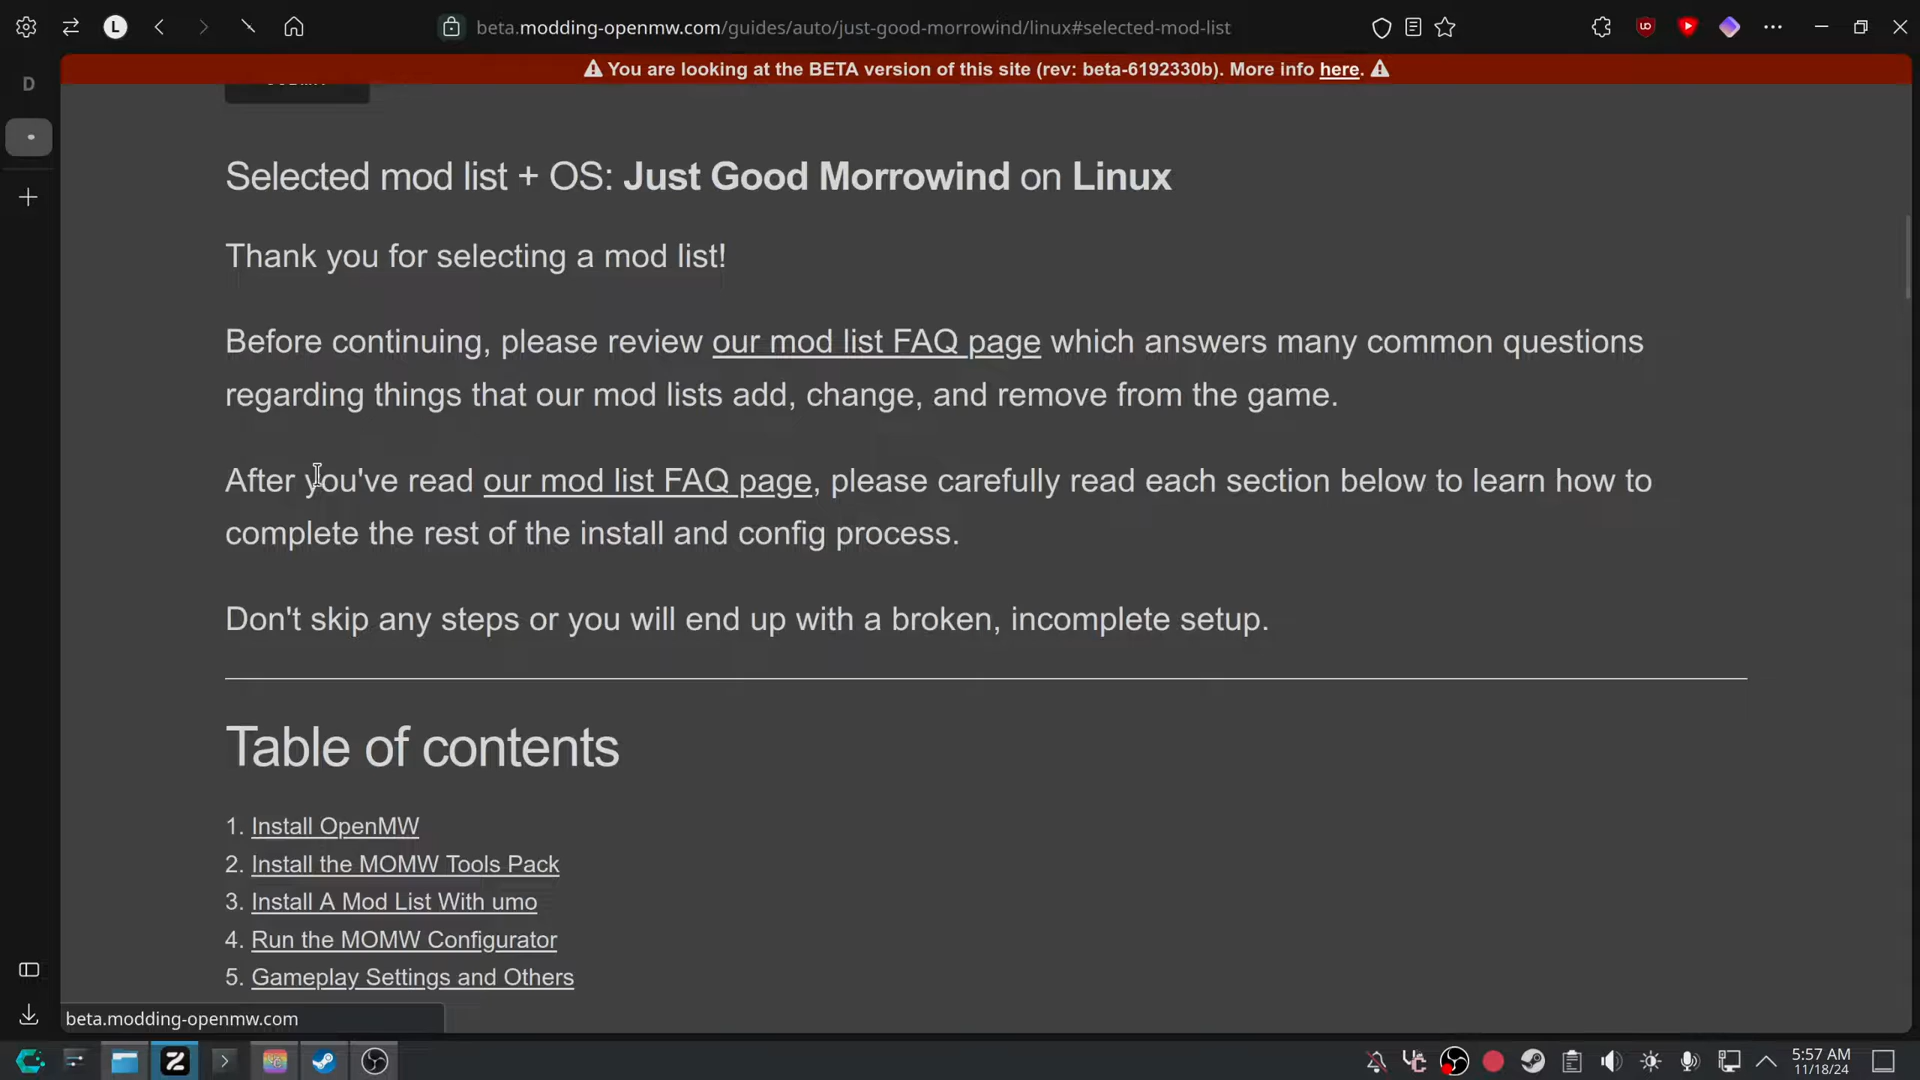 L
beta.modding-openmw.com/guides/auto/just-good-morrowind/linux#selected-mod-list
You are looking at the BETA version of this site (rev: beta-6192330b). More info here.
D
Selected mod list + OS: Just Good Morrowind on Linux
Thank you for selecting a mod list!
Before continuing, please review our mod list FAQ page which answers many common questions
regarding things that our mod lists add, change, and remove from the game.
After you've read our mod list FAQ page, please carefully read each section below to learn how to
complete the rest of the install and config process.
Don't skip any steps or you will end up with a broken, incomplete setup.
Table of contents
1. Install OpenMW
2. Install the MOMW Tools Pack
3. Install A Mod List With umo
4. Run the MOMW Configurator
5. Gameplay Settings and Others
beta.modding-openmw.com
5:57 AM
11/18/24